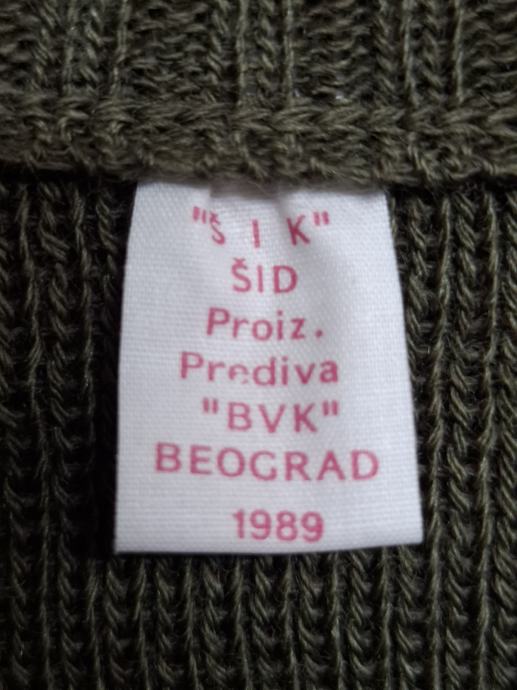 "Š I K"
ŠID
Proiz.
Prediva
"BVK"
BEOGRAD
1989